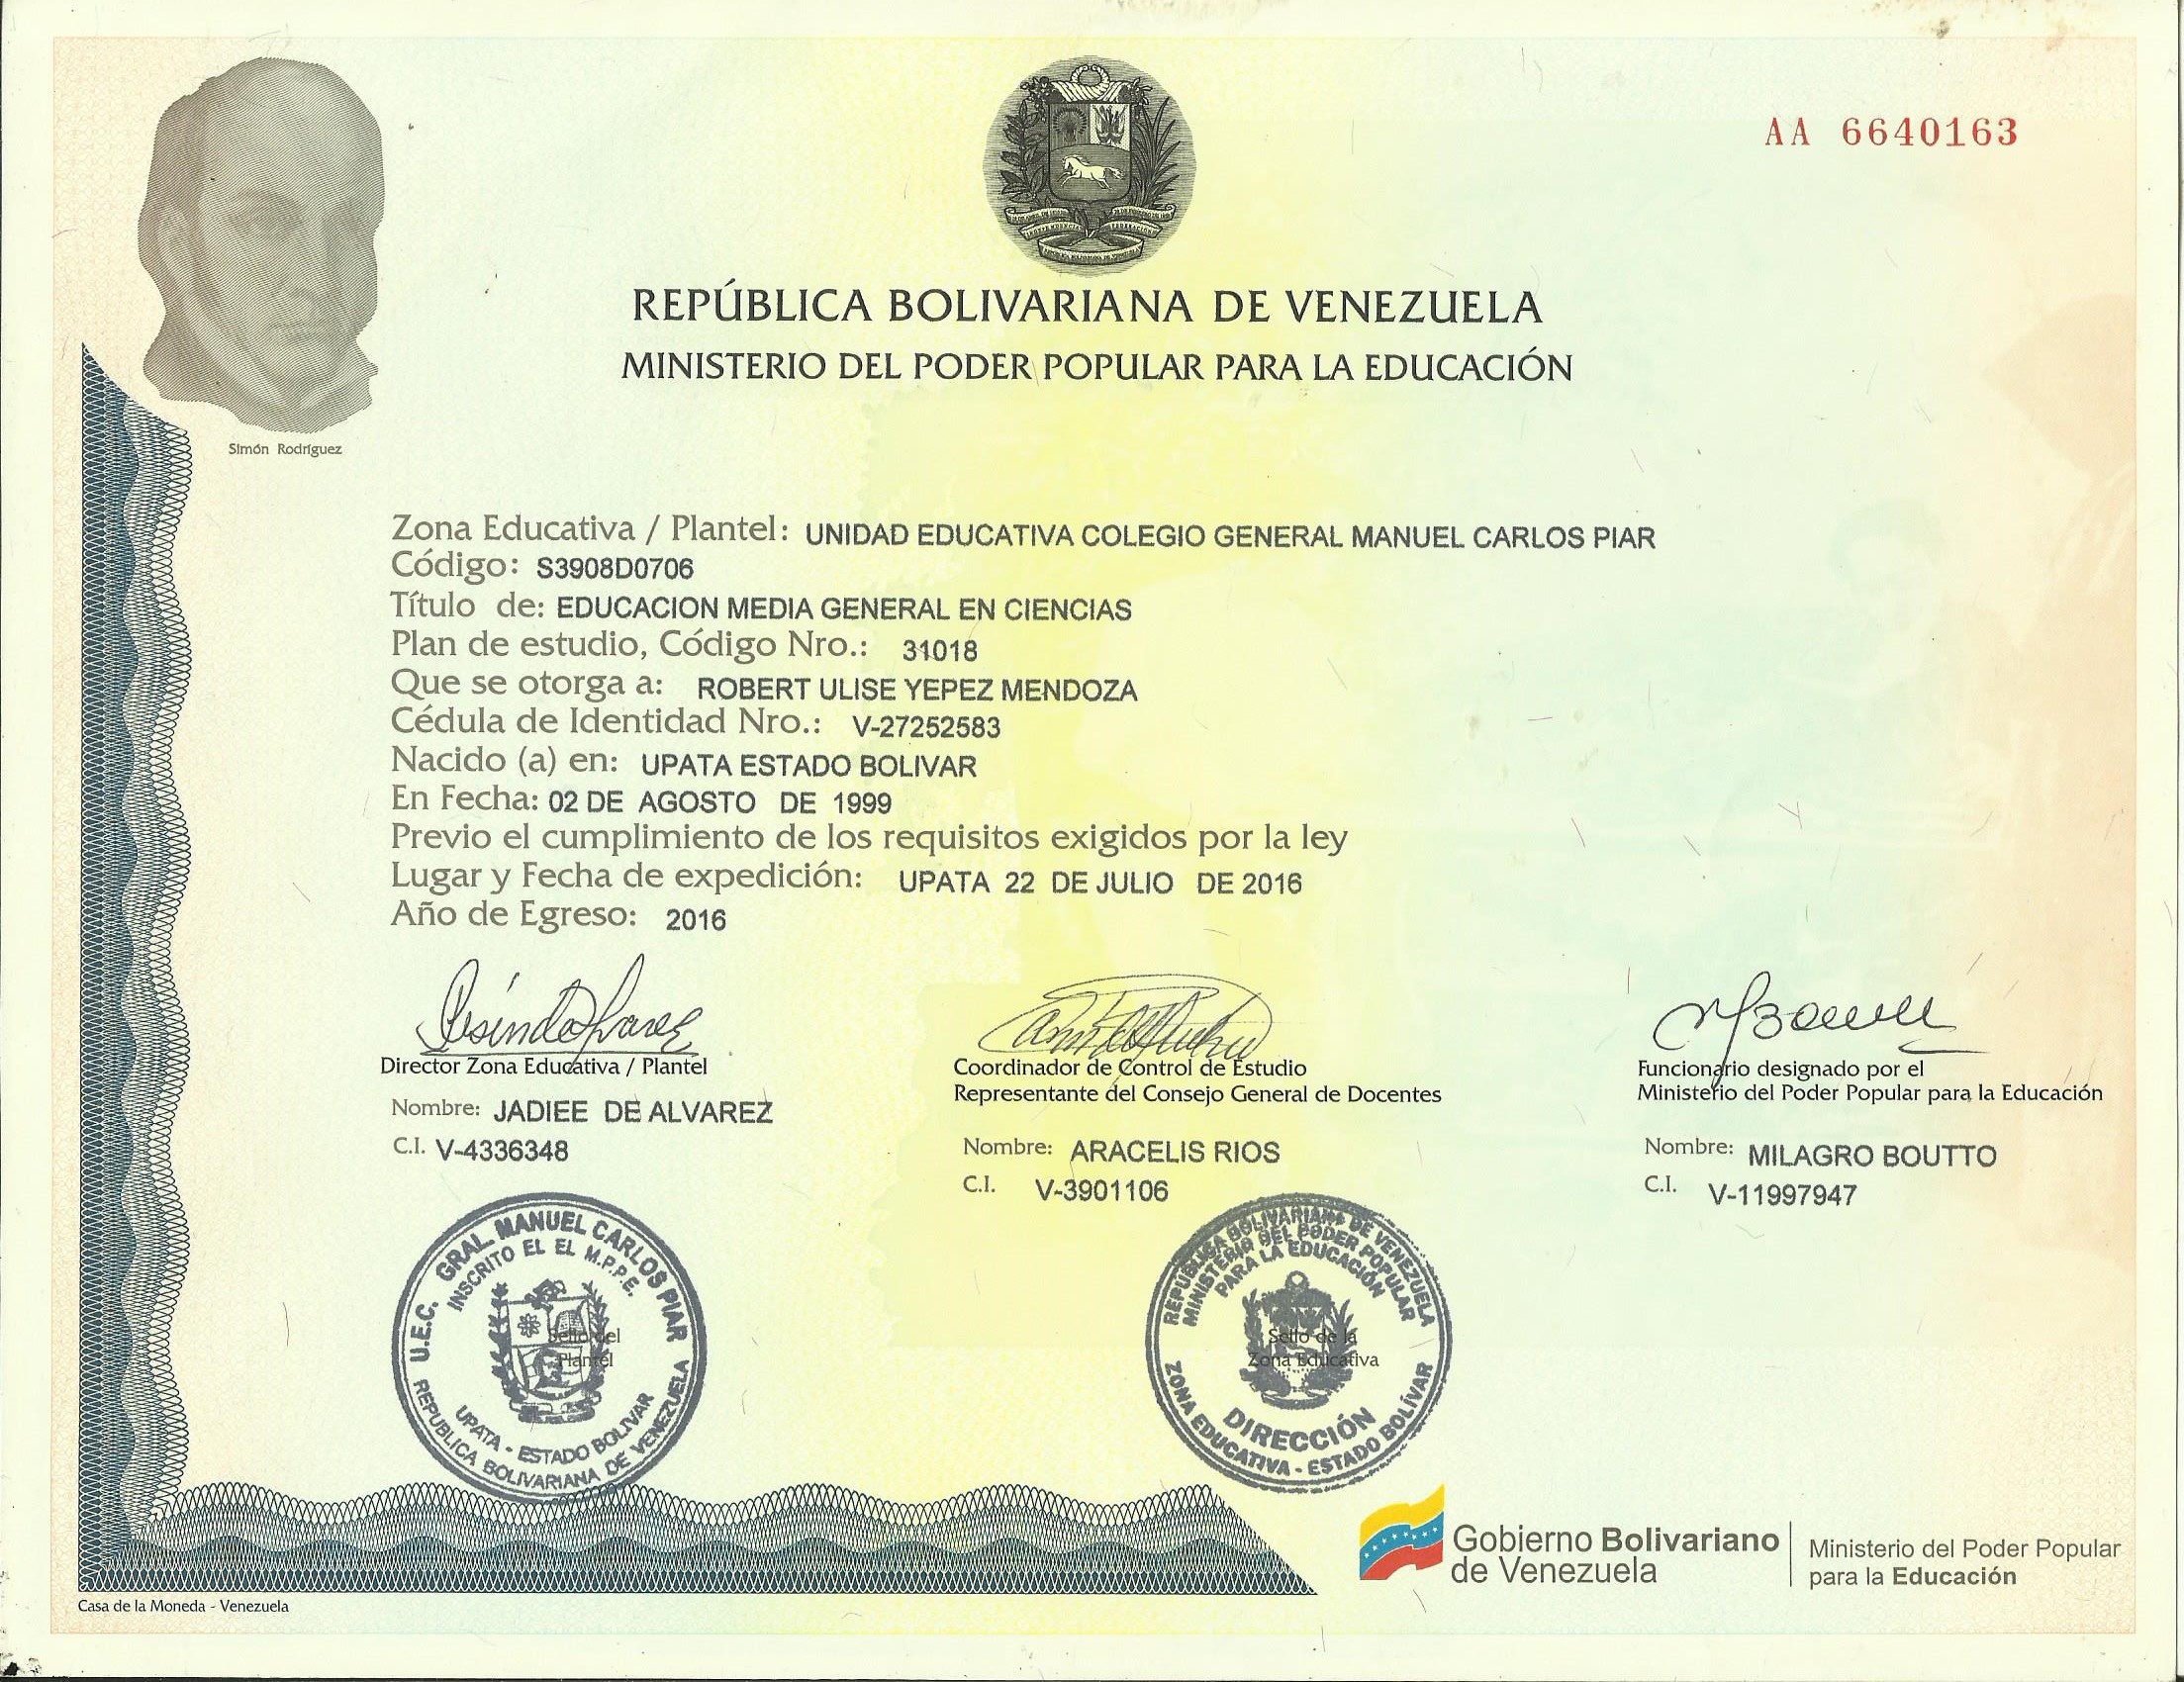 AA 6640163
REPÚBLICA BOLIVARIANA DE VENEZUELA
MINISTERIO DEL PODER POPULAR PARA LA EDUCACIÓN
Simón Rodríguez
Zona Educativa / Plantel: UNIDAD EDUCATIVA COLEGIO GENERAL MANUEL CARLOS PIAR
Código: S3908D0706
Título de: EDUCACION MEDIA GENERAL EN CIENCIAS
Plan de estudio, Código Nro.: 31018
Que se otorga a: ROBERT ULISE YEPEZ MENDOZA
Cédula de Identidad Nro.: V-27252583
Nacido (a) en: UPATA ESTADO BOLIVAR
En Fecha: 02 DE AGOSTO DE 1999
Previo el cumplimiento de los requisitos exigidos por la ley
Lugar y Fecha de expedición: UPATA 22 DE JULIO DE 2016
Año de Egreso: 2016
Director Zona Educativa / Plantel
Nombre: JADIEE DE ALVAREZ
C.I. V-4336348
Coordinador de Control de Estudio
Representante del Consejo General de Docentes
Nombre: ARACELIS RIOS
C.I. V-3901106
Funcionario designado por el
Ministerio del Poder Popular para la Educación
Nombre: MILAGRO BOUTTO
C.I. V-11997947
U.E.C. GRAL MANUEL CARLOS PIAR
INSCRITO EL EL M.P.P.E.
Sello del
Plantel
UPATA - ESTADO BOLIVAR
REPUBLICA BOLIVARIANA DE VENEZUELA
REPUBLICA BOLIVARIANA DE VENEZUELA
MINISTERIO DEL PODER POPULAR
PARA LA EDUCACIÓN
Sello de la
Zona Educativa
DIRECCIÓN
ZONA EDUCATIVA - ESTADO BOLÍVAR
Gobierno Bolivariano
de Venezuela
Ministerio del Poder Popular
para la Educación
Casa de la Moneda - Venezuela